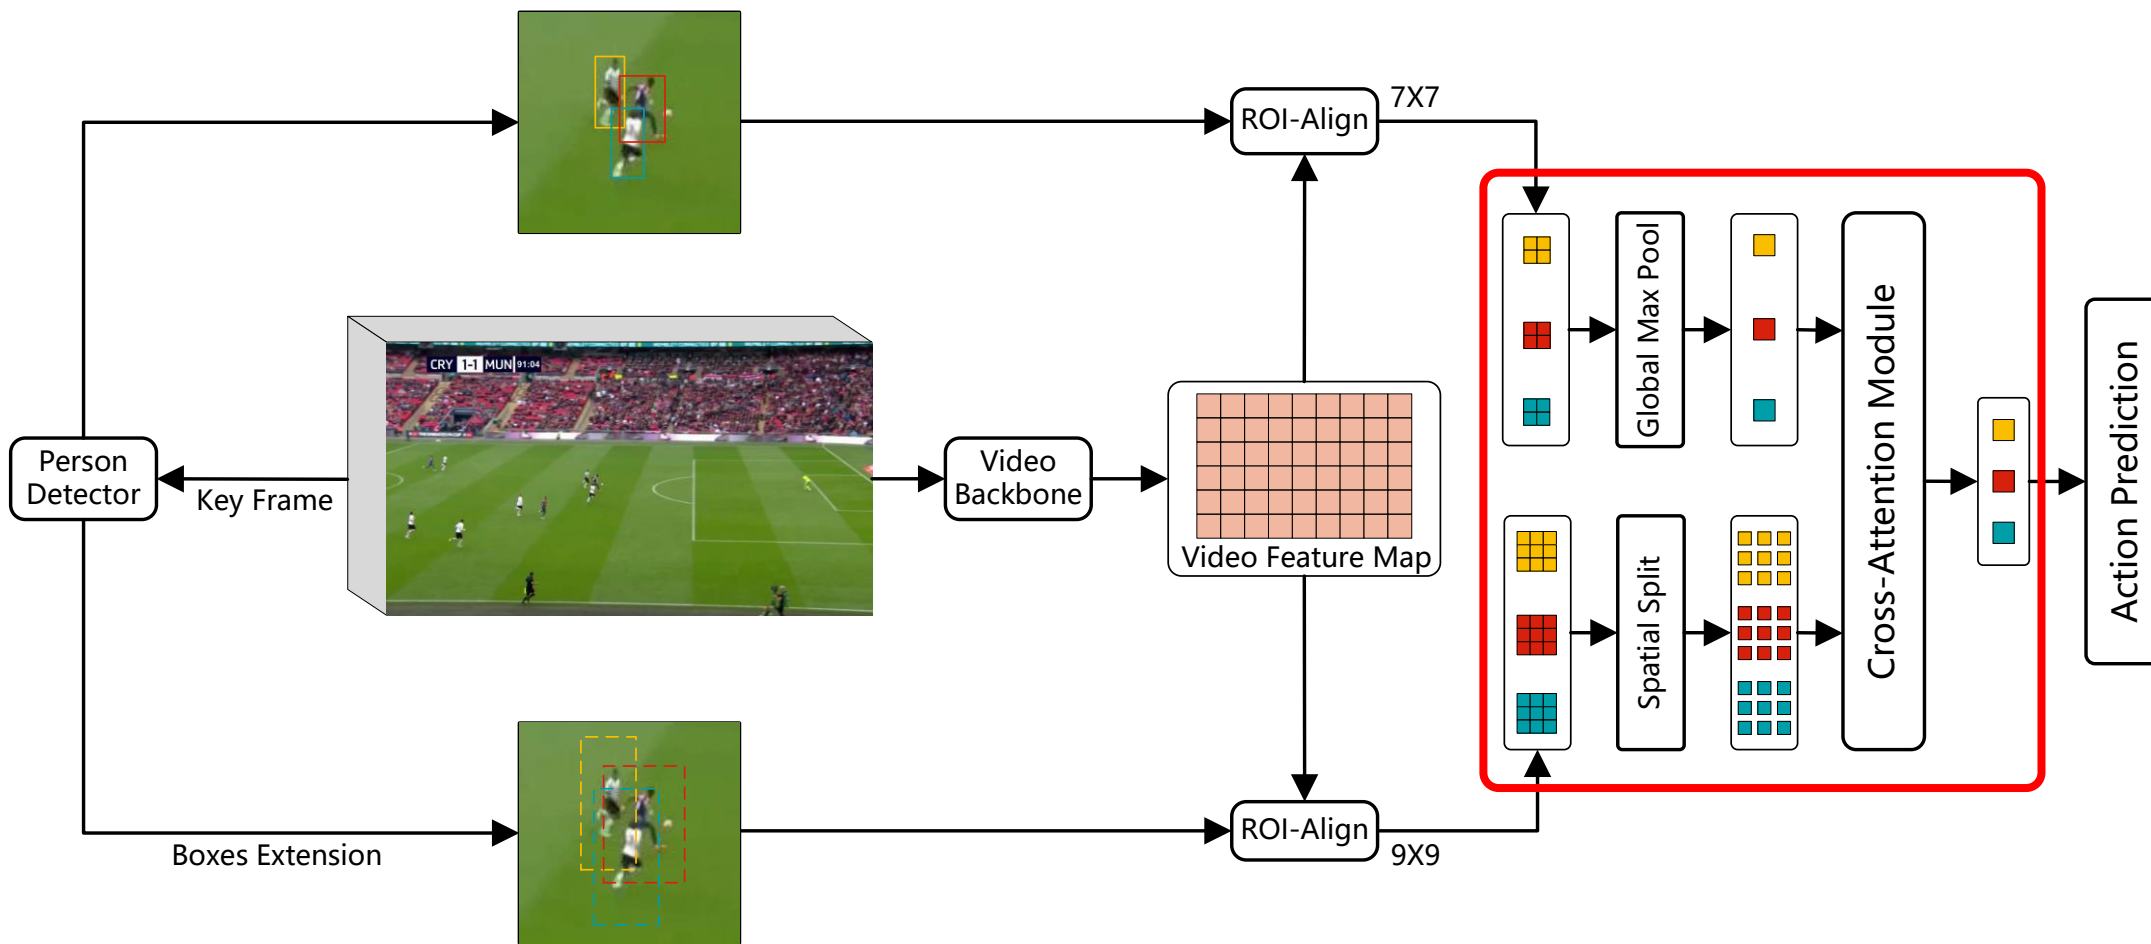 7X7
ROI-Align
Global Max Pool
CRY 1-1 MUN 91:04
Cross-Attention Module
Action Prediction
Person
Detector
Key Frame
Video
Backbone
Video Feature Map
Spatial Split
Boxes Extension
ROI-Align
9X9